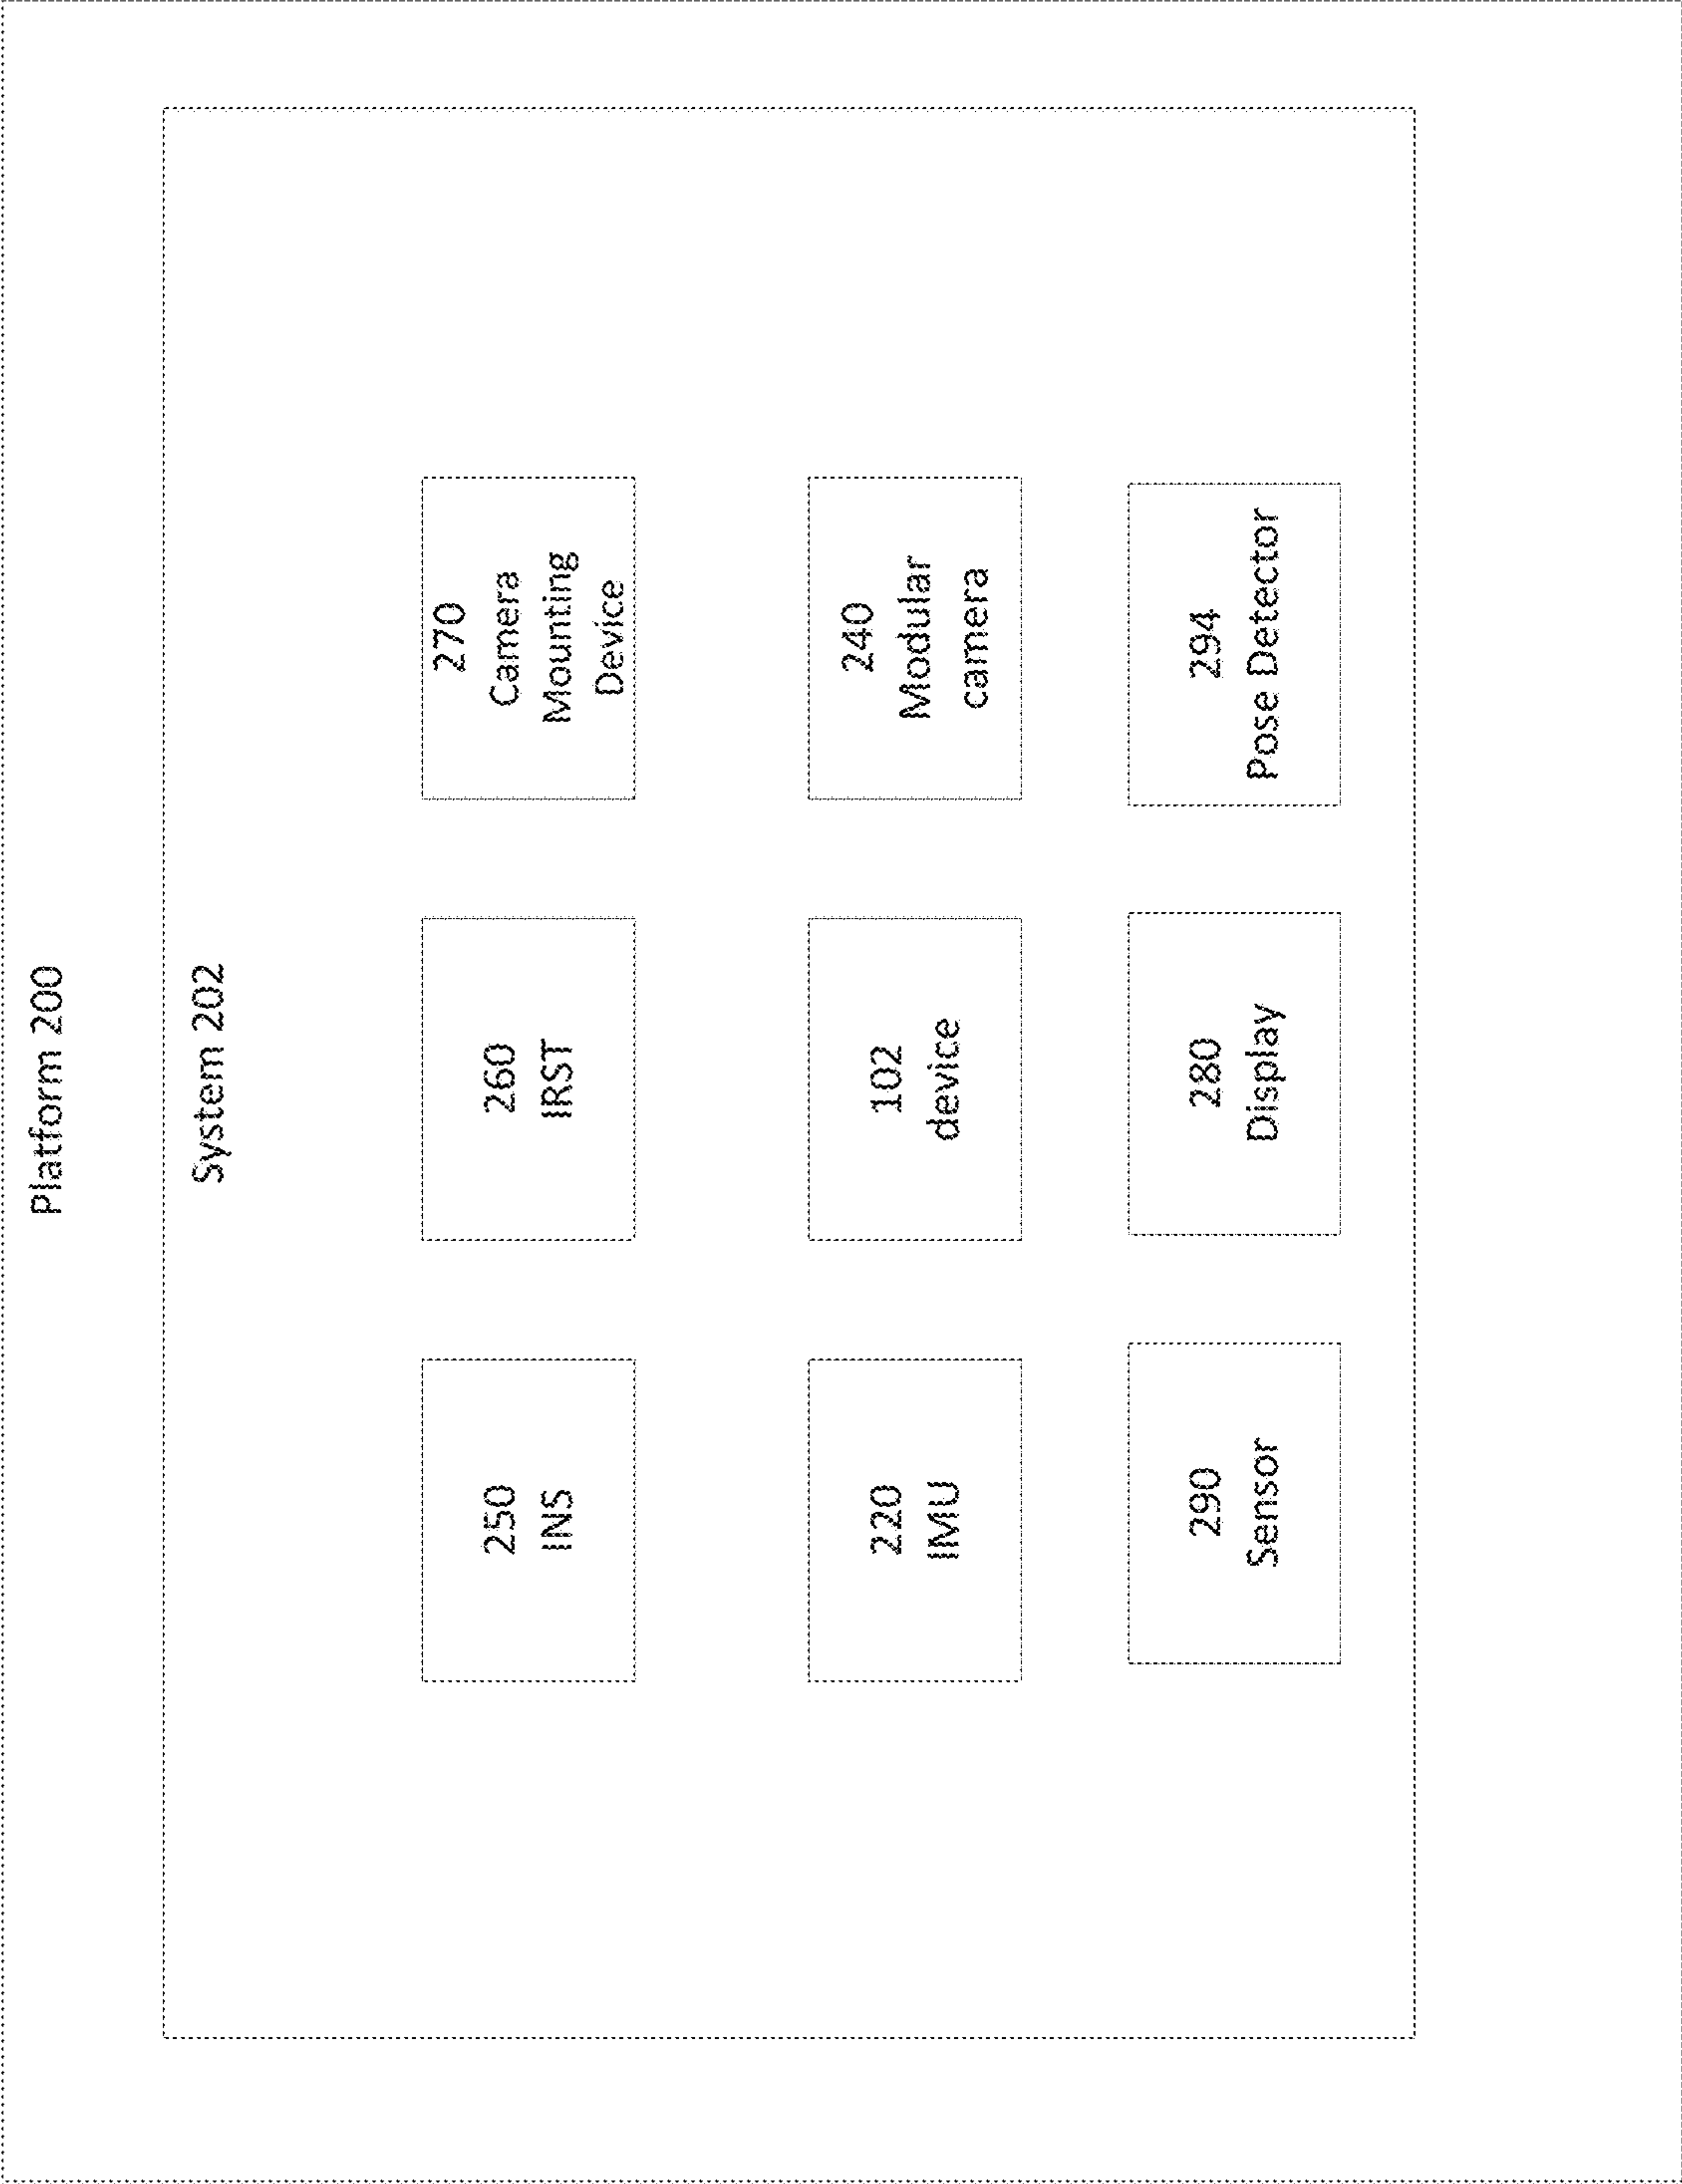 Platform 200
System 202
250
INS
260
IRST
270
Camera
Mounting
Device
220
IMU
102
device
240
Modular
camera
290
Sensor
280
Display
294
Pose Detector